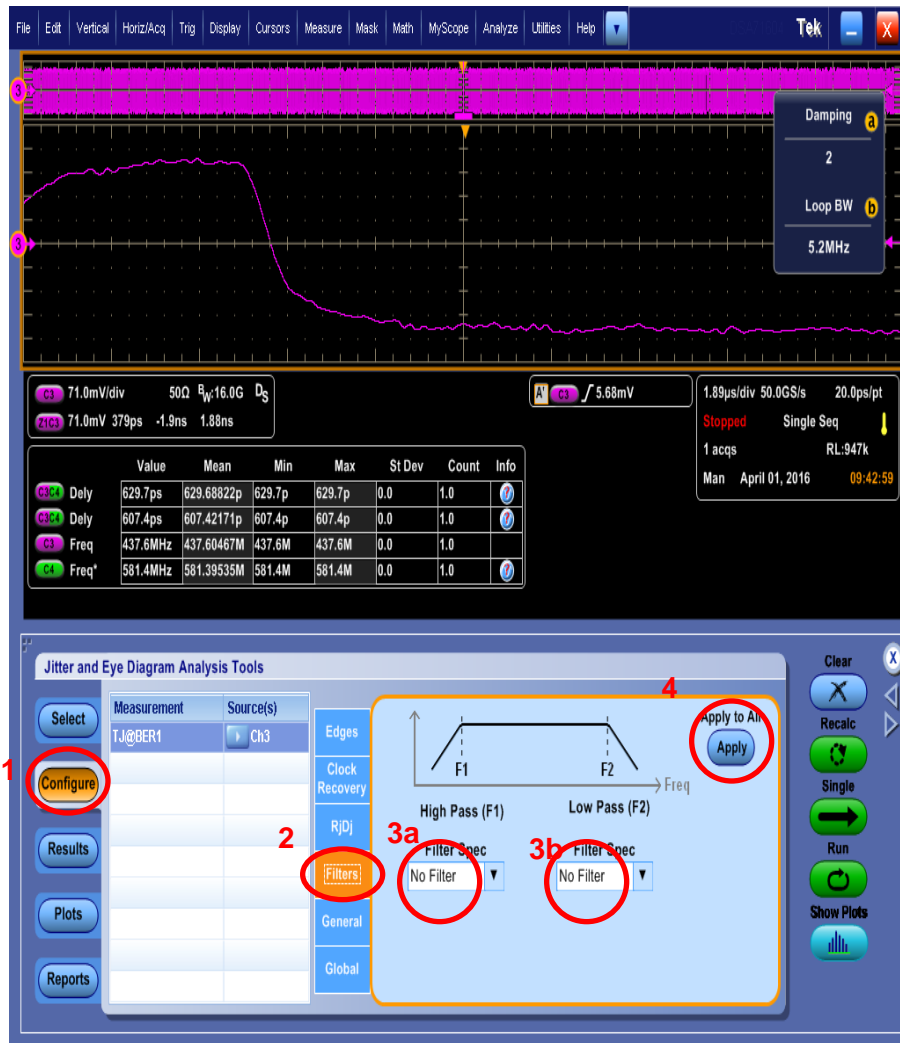 File Edit Vertical Horiz/Acq Trig Display Cursors Measure Mask Math MyScope Analyze Utilities Help Tek X
3
Damping a
2
Loop BW b
5.2MHz
3
C3 71.0mV/div 50Ω BW:16.0G DS
Z1C3 71.0mV 379ps -1.9ns 1.88ns
A' C3 5.68mV
1.89µs/div 50.0GS/s 20.0ps/pt
Stopped Single Seq
1 acqs RL:947k
Man April 01, 2016 09:42:59
Value Mean Min Max St Dev Count Info
C3C4 Dely 629.7ps 629.68822p 629.7p 629.7p 0.0 1.0
C3C4 Dely 607.4ps 607.42171p 607.4p 607.4p 0.0 1.0
C3 Freq 437.6MHz 437.60467M 437.6M 437.6M 0.0 1.0
C4 Freq* 581.4MHz 581.39535M 581.4M 581.4M 0.0 1.0
Jitter and Eye Diagram Analysis Tools
Select
1 Configure
Results
Plots
Reports
Measurement Source(s)
TJ@BER1 Ch3
Edges
Clock
Recovery
RjDj
2 Filters
General
Global
F1 F2 Freq
High Pass (F1) Low Pass (F2)
3a 3b
Filter Spec Filter Spec
No Filter No Filter
4
Apply to All
Apply
Clear X
Recalc
Single
Run
Show Plots